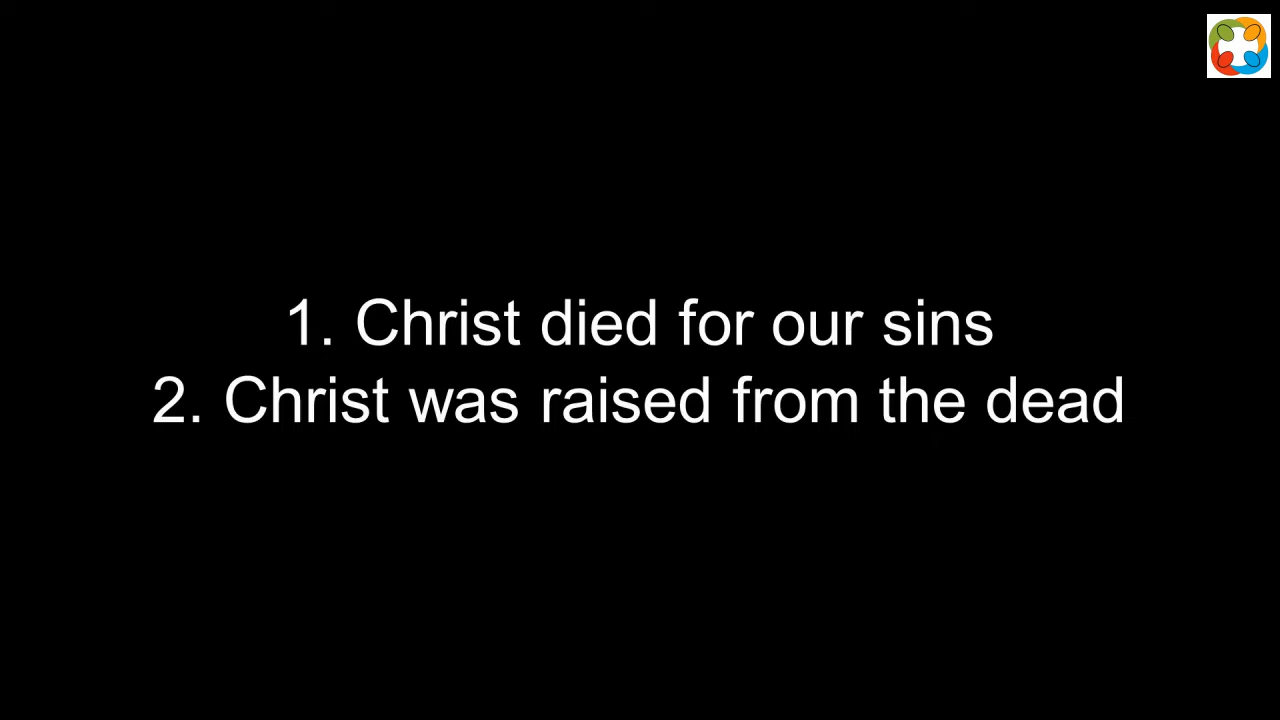 1. Christ died for our sins
2. Christ was raised from the dead